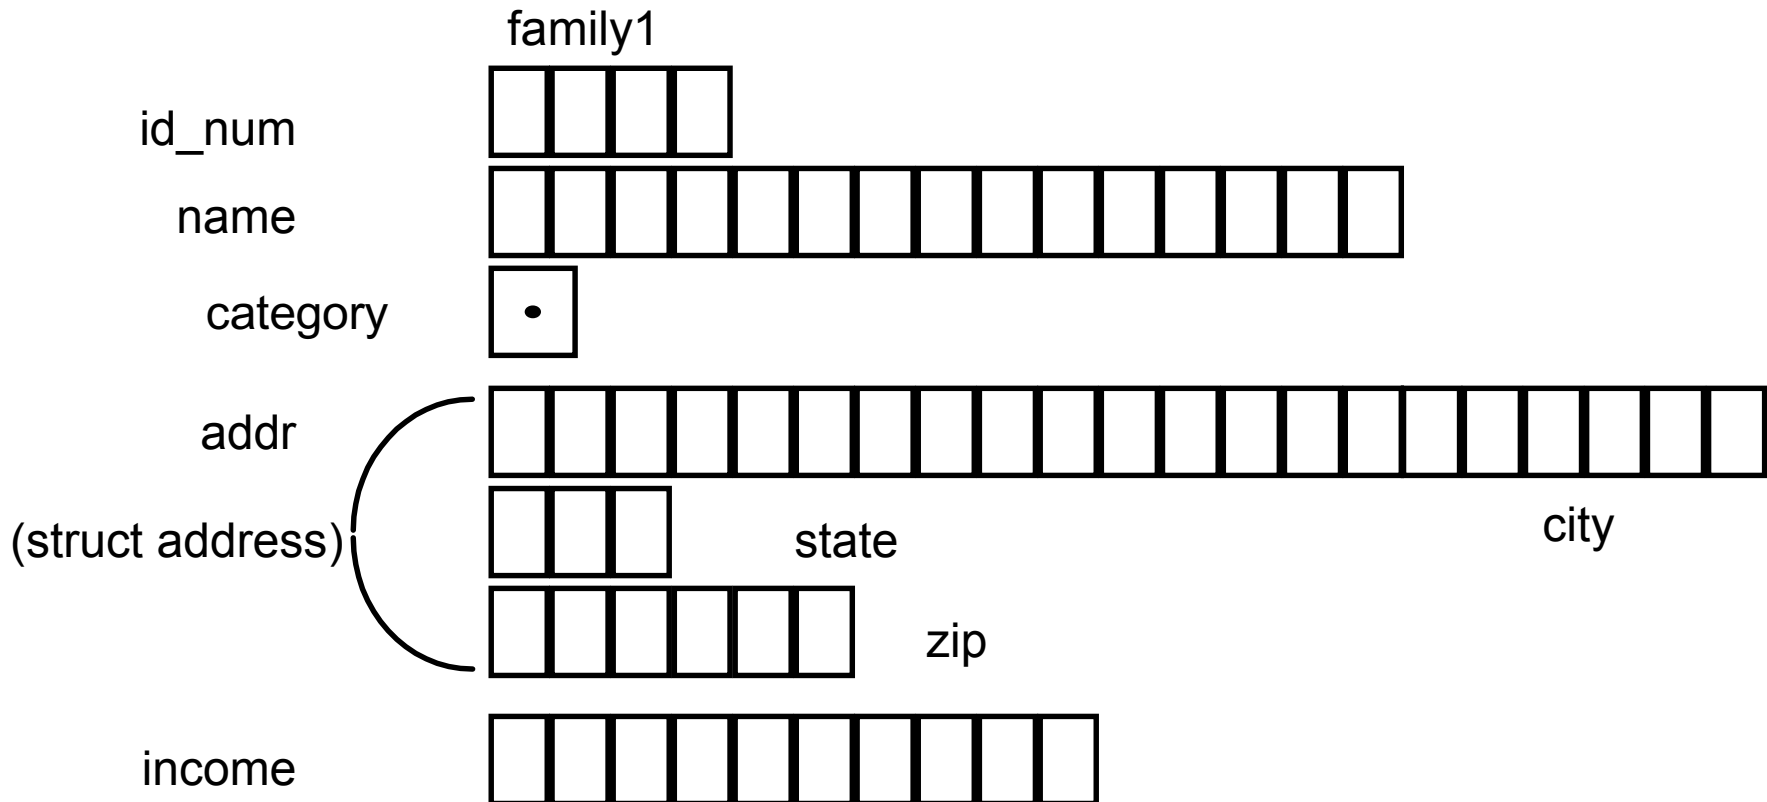 family1
id_num
name
category
addr
city
(struct address)
state
zip
income